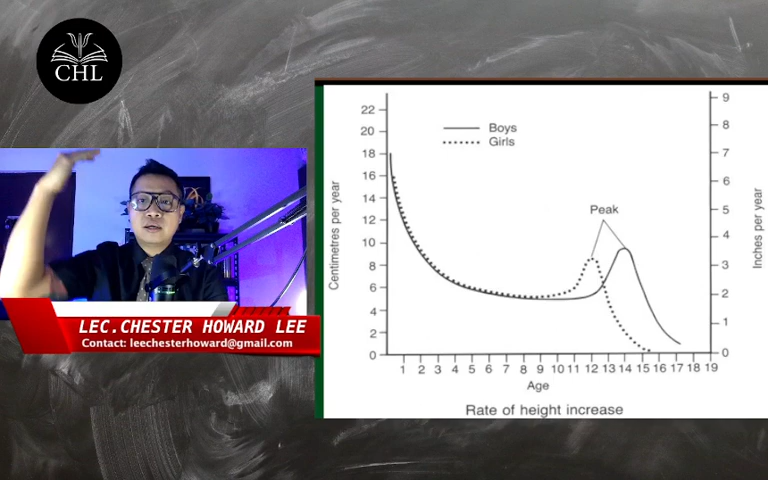 CHL
LEC.CHESTER HOWARD LEE
Contact: leechesterhoward@gmail.com
22
20
18
16
14
12
10
8
6
4
2
0
Centimetres per year
Boys
Girls
Peak
9
8
7
6
5
4
3
2
1
0
Inches per year
1 2 3 4 5 6 7 8 9 10 11 12 13 14 15 16 17 18 19
Age
Rate of height increase